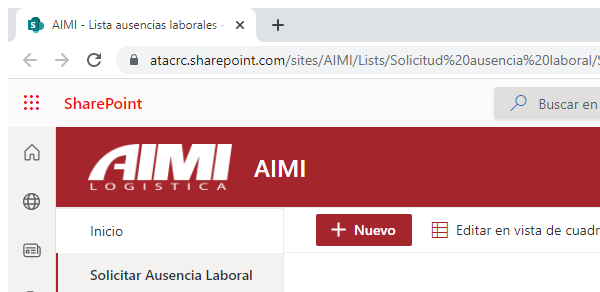 AIMI - Lista ausencias laborales -
atacrc.sharepoint.com/sites/AIMI/Lists/Solicitud%20ausencia%20laboral/
SharePoint
Buscar en
AIMI
LOGISTICA
AIMI
Inicio
Nuevo
Editar en vista de cuadr
Solicitar Ausencia Laboral